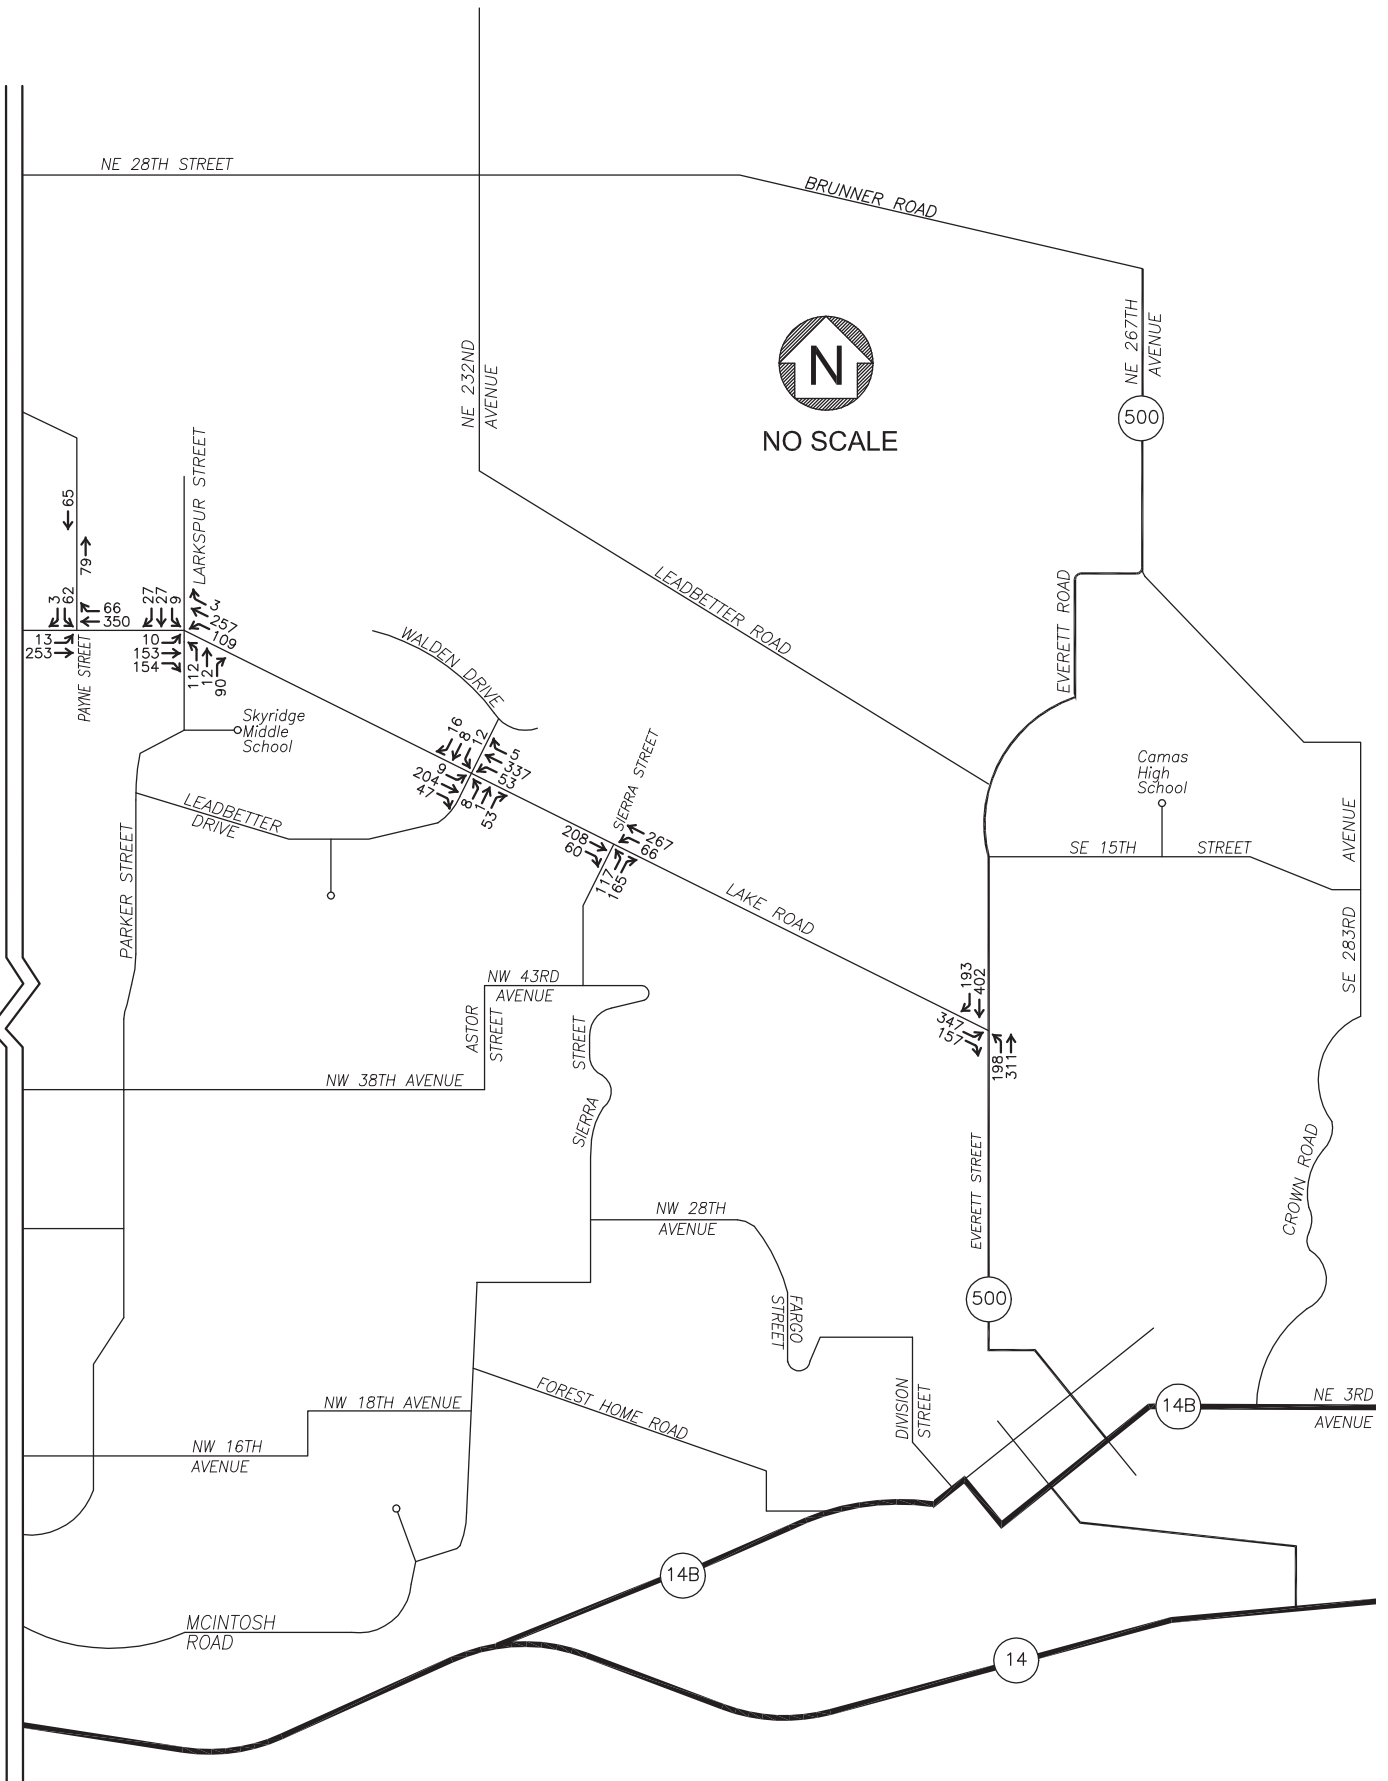 NE 28TH STREET
BRUNNER ROAD
NE 267TH
AVENUE
NE 232ND
AVENUE
N
NO SCALE
500
LARKSPUR STREET
65
79
3
62
66
350
13
253
PAYNE STREET
27
27
9
3
257
109
10
153
154
112
12
90
Skyridge
Middle
School
LEADBETTER ROAD
EVERETT ROAD
WALDEN DRIVE
16
8
12
5
337
53
9
204
47
8
1
53
SIERRA STREET
267
66
208
60
117
165
LEADBETTER
DRIVE
PARKER STREET
Camas
High
School
SE 15TH STREET
AVENUE
SE 283RD
LAKE ROAD
193
402
347
157
198
311
NW 43RD
AVENUE
ASTOR
STREET
STREET
SIERRA
NW 38TH AVENUE
EVERETT STREET
CROWN ROAD
NW 28TH
AVENUE
500
FARGO
STREET
FOREST HOME ROAD
DIVISION
STREET
14B
NE 3RD
AVENUE
NW 18TH AVENUE
NW 16TH
AVENUE
14B
MCINTOSH
ROAD
14